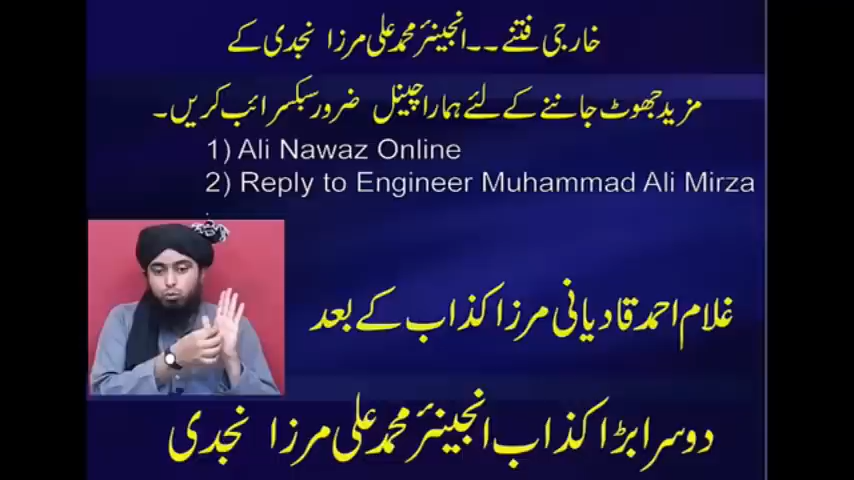 خارجی فتنے۔۔انجینئر محمد علی مرزا نجدی کے
مزید جھوٹ جاننے کے لئے ہمارا چینل ضرور سبکسرائب کریں۔
1) Ali Nawaz Online
2) Reply to Engineer Muhammad Ali Mirza
غلام احمد قادیانی مرزا کذاب کے بعد
دوسرا بڑا کذاب انجینئر محمد علی مرزا نجدی